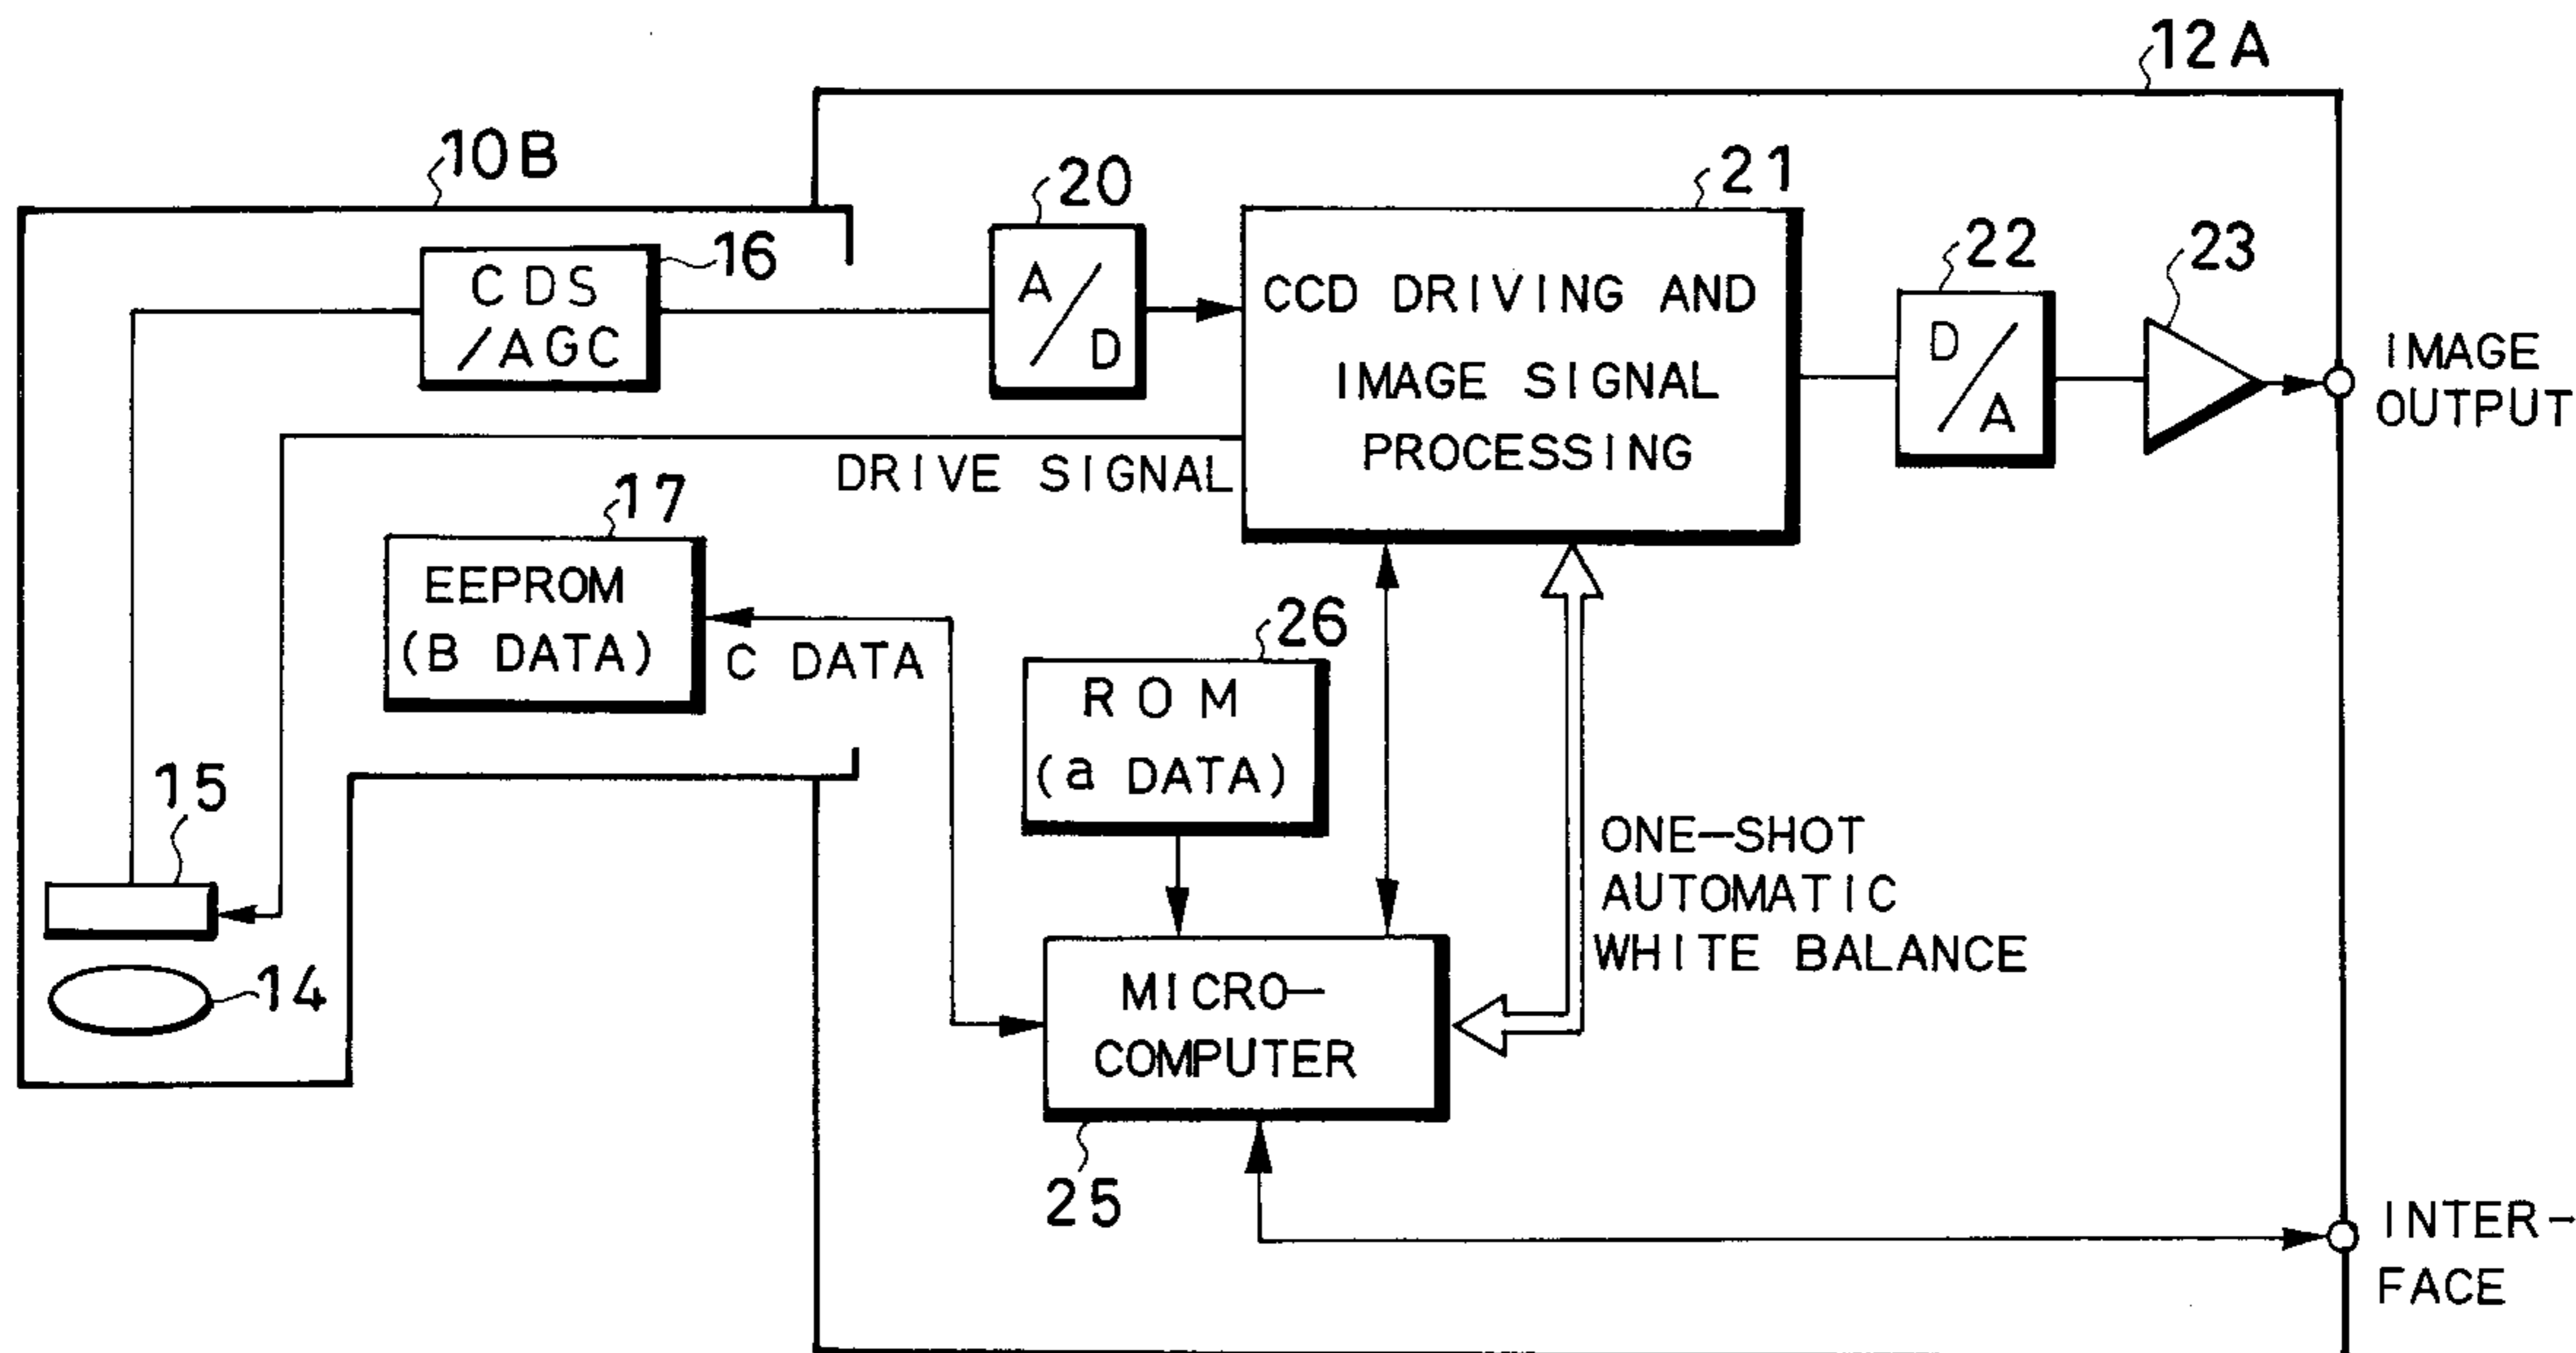 12A
10B
20
21
16
22
23
CDS
/AGC
A/D
CCD DRIVING AND
IMAGE SIGNAL
PROCESSING
D/A
IMAGE
OUTPUT
DRIVE SIGNAL
17
EEPROM
(B DATA)
C DATA
26
ROM
(a DATA)
15
ONE-SHOT
AUTOMATIC
WHITE BALANCE
14
MICRO-
COMPUTER
25
INTER-
FACE